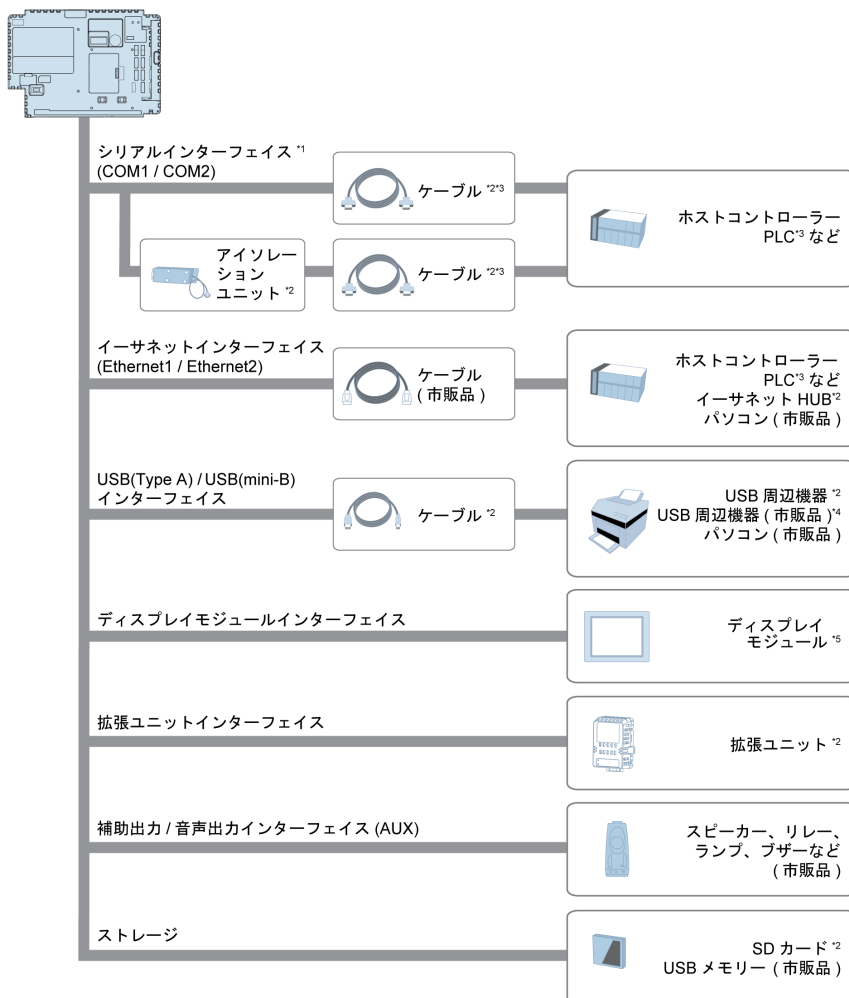 シリアルインターフェイス *1
(COM1 / COM2)
ケーブル *2*3
ホストコントローラー
PLC*3 など
アイソレー
ション
ユニット *2
ケーブル *2*3
イーサネットインターフェイス
(Ethernet1 / Ethernet2)
ケーブル
( 市販品 )
ホストコントローラー
PLC*3 など
イーサネット HUB*2
パソコン ( 市販品 )
USB(Type A) / USB(mini-B)
インターフェイス
ケーブル *2
USB 周辺機器 *2
USB 周辺機器 ( 市販品 )*4
パソコン ( 市販品 )
ディスプレイモジュールインターフェイス
ディスプレイ
モジュール *5
拡張ユニットインターフェイス
拡張ユニット *2
補助出力 / 音声出力インターフェイス (AUX)
スピーカー、リレー、
ランプ、ブザーなど
( 市販品 )
ストレージ
SD カード *2
USB メモリー ( 市販品 )